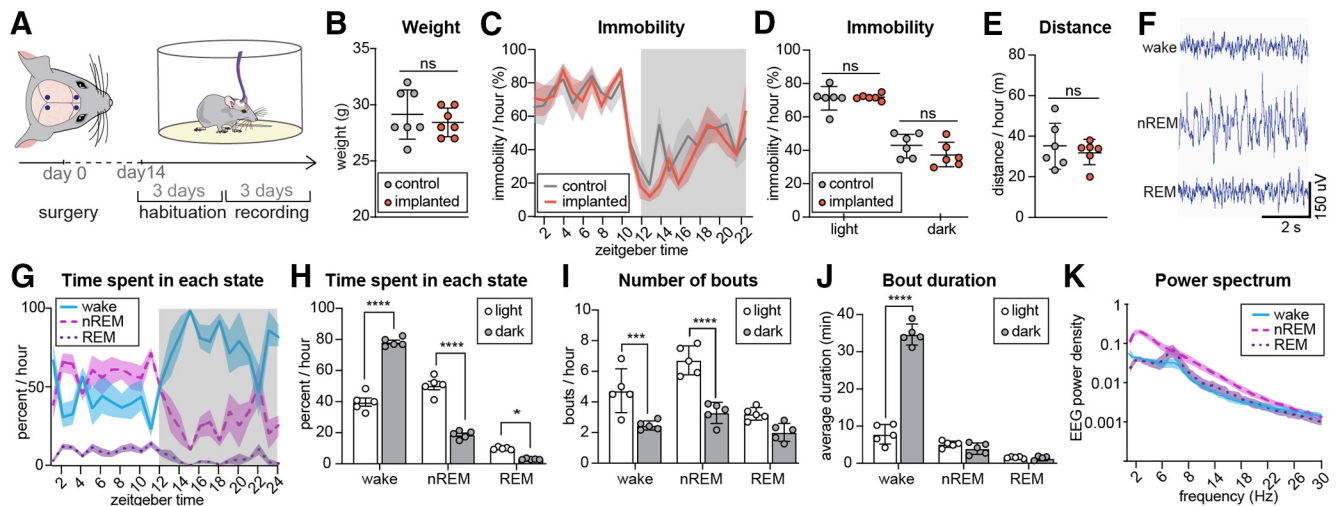 A
day 0
day14
3 days
3 days
surgery
habituation
recording
B
Weight
ns
weight (g)
35
30
25
20
control
implanted
C
Immobility
immobility / hour (%)
100
80
60
40
20
0
control
implanted
2 4 6 8 10 12 14 16 18 20 22
zeitgeber time
D
Immobility
ns
ns
immobility / hour (%)
100
80
60
40
20
0
control
implanted
light
dark
E
Distance
ns
distance / hour (m)
80
60
40
20
0
F
wake
nREM
REM
150 uV
2 s
G
Time spent in each state
wake
nREM
REM
percent / hour
100
50
0
2 4 6 8 10 12 14 16 18 20 22 24
zeitgeber time
H
Time spent in each state
light
dark
****
****
*
percent / hour
100
80
60
40
20
0
wake
nREM
REM
I
Number of bouts
light
dark
***
****
bouts / hour
10
8
6
4
2
0
wake
nREM
REM
J
Bout duration
light
dark
****
average duration (min)
40
30
20
10
0
wake
nREM
REM
K
Power spectrum
wake
nREM
REM
EEG power density
1
0.1
0.01
0.001
2 6 8 12 14 18 22 26 30
frequency (Hz)